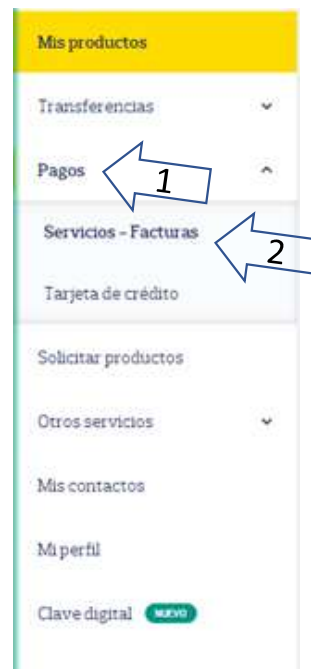 Mis productos
Transferencias
Pagos
1
Servicios - Facturas
2
Tarjeta de crédito
Solicitar productos
Otros servicios
Mis contactos
Mi perfil
Clave digital NUEVO